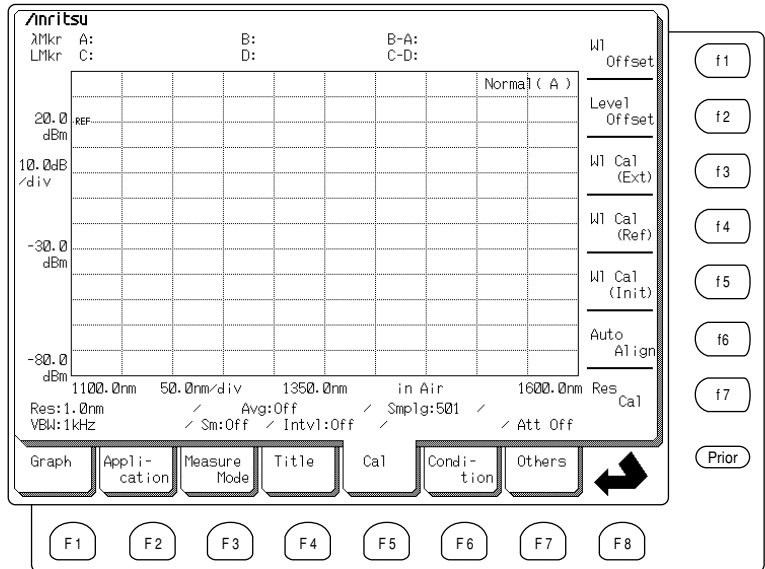 Anritsu
λMkr A: B: B-A:
LMkr C: D: C-D:
Normal( A )
20.0
dBm
REF
10.0dB
/div
-30.0
dBm
-80.0
dBm
1100.0nm 50.0nm/div 1350.0nm in Air 1600.0nm
Res:1.0nm / Avg:Off / Smplg:501 /
VBW:1kHz / Sm:Off / Intvl:Off / / Att Off
Wl
Offset
Level
Offset
Wl Cal
(Ext)
Wl Cal
(Ref)
Wl Cal
(Init)
Auto
Align
Res
Cal
f1
f2
f3
f4
f5
f6
f7
Prior
Graph
Appli-
cation
Measure
Mode
Title
Cal
Condi-
tion
Others
F1 F2 F3 F4 F5 F6 F7 F8